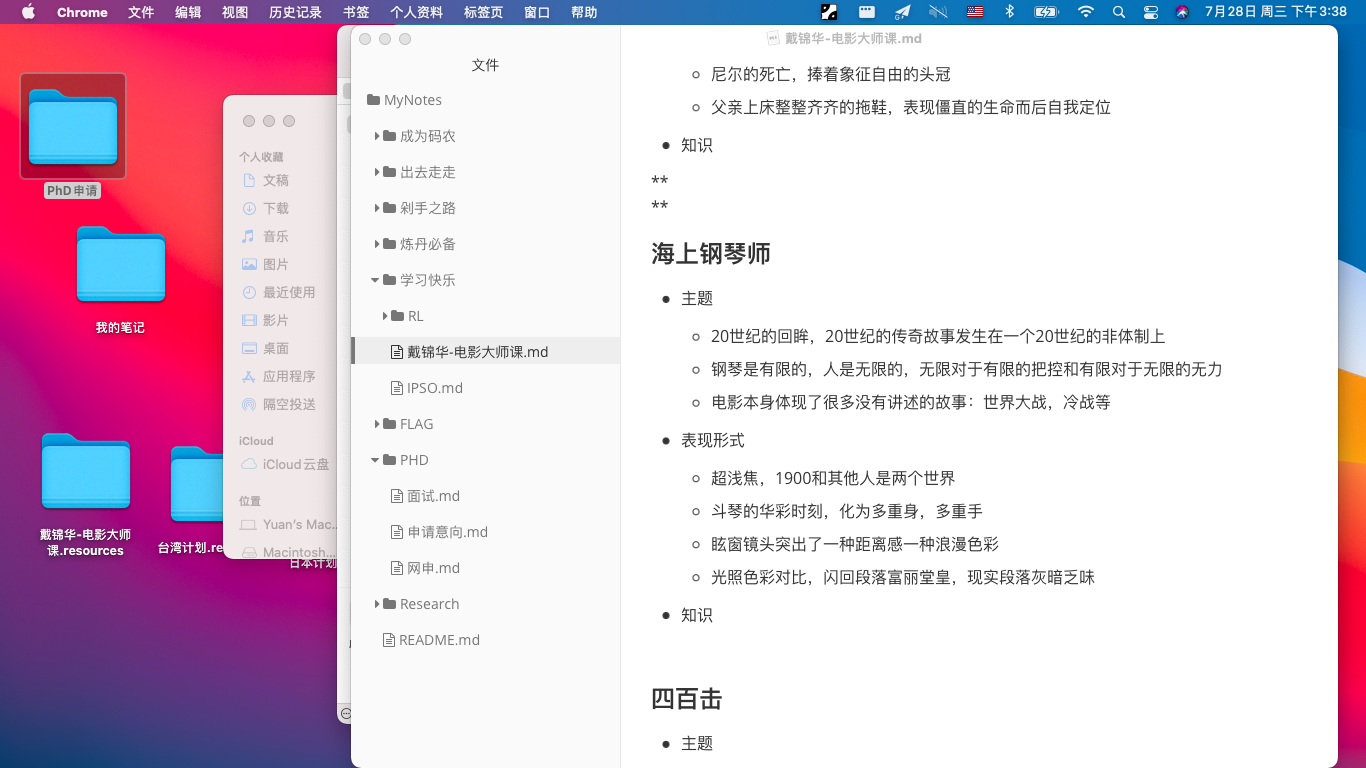 Chrome 文件 编辑 视图 历史记录 书签 个人资料 标签页 窗口 帮助 7月28日 周三 下午3:38
PhD申请
我的笔记
戴锦华-电影大师
课.resources
台湾计划.re
日本计划
个人收藏
文稿
下载
音乐
图片
最近使用
影片
桌面
应用程序
隔空投送
iCloud
iCloud云盘
位置
Yuan's Mac...
Macintosh...
文件
MyNotes
成为码农
出去走走
剁手之路
炼丹必备
学习快乐
RL
戴锦华-电影大师课.md
IPSO.md
FLAG
PHD
面试.md
申请意向.md
网申.md
Research
README.md
戴锦华-电影大师课.md
尼尔的死亡，捧着象征自由的头冠
父亲上床整整齐齐的拖鞋，表现僵直的生命而后自我定位
知识
**
**
海上钢琴师
主题
20世纪的回眸，20世纪的传奇故事发生在一个20世纪的非体制上
钢琴是有限的，人是无限的，无限对于有限的把控和有限对于无限的无力
电影本身体现了很多没有讲述的故事：世界大战，冷战等
表现形式
超浅焦，1900和其他人是两个世界
斗琴的华彩时刻，化为多重身，多重手
眩窗镜头突出了一种距离感一种浪漫色彩
光照色彩对比，闪回段落富丽堂皇，现实段落灰暗乏味
知识
四百击
主题